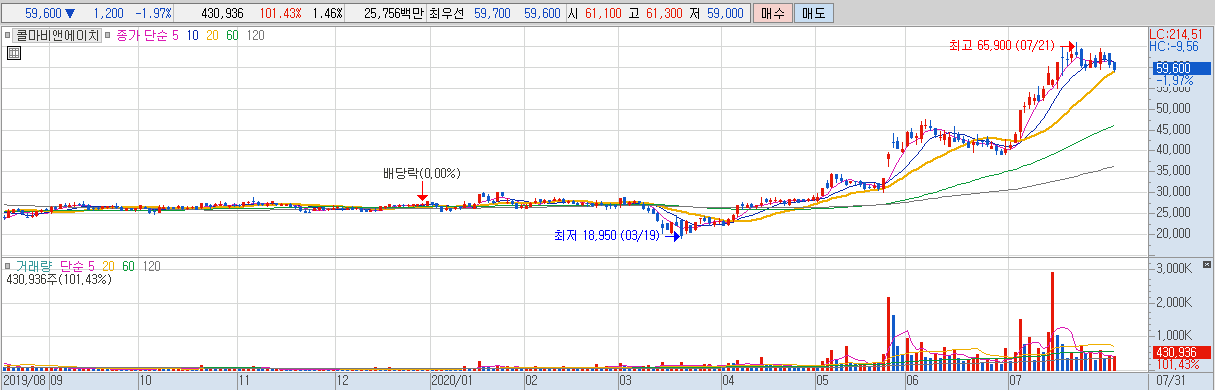 59,600 ▼ 1,200 -1.97% 430,936 101.43% 1.46% 25,756백만 최우선 59,700 59,600 시 61,100 고 61,300 저 59,000 매수 매도
콜마비앤에이치 종가 단순 5 10 20 60 120
LC:214.51
HC:-9.56
최고 65,900 (07/21)
59,600
-1.97%
55,000
50,000
45,000
40,000
35,000
30,000
25,000
20,000
배당락(0.00%)
최저 18,950 (03/19)
거래량 단순 5 20 60 120
430,936주(101.43%)
3,000K
2,000K
1,000K
430,936
101.43%
2019/08 09 10 11 12 2020/01 02 03 04 05 06 07 07/31